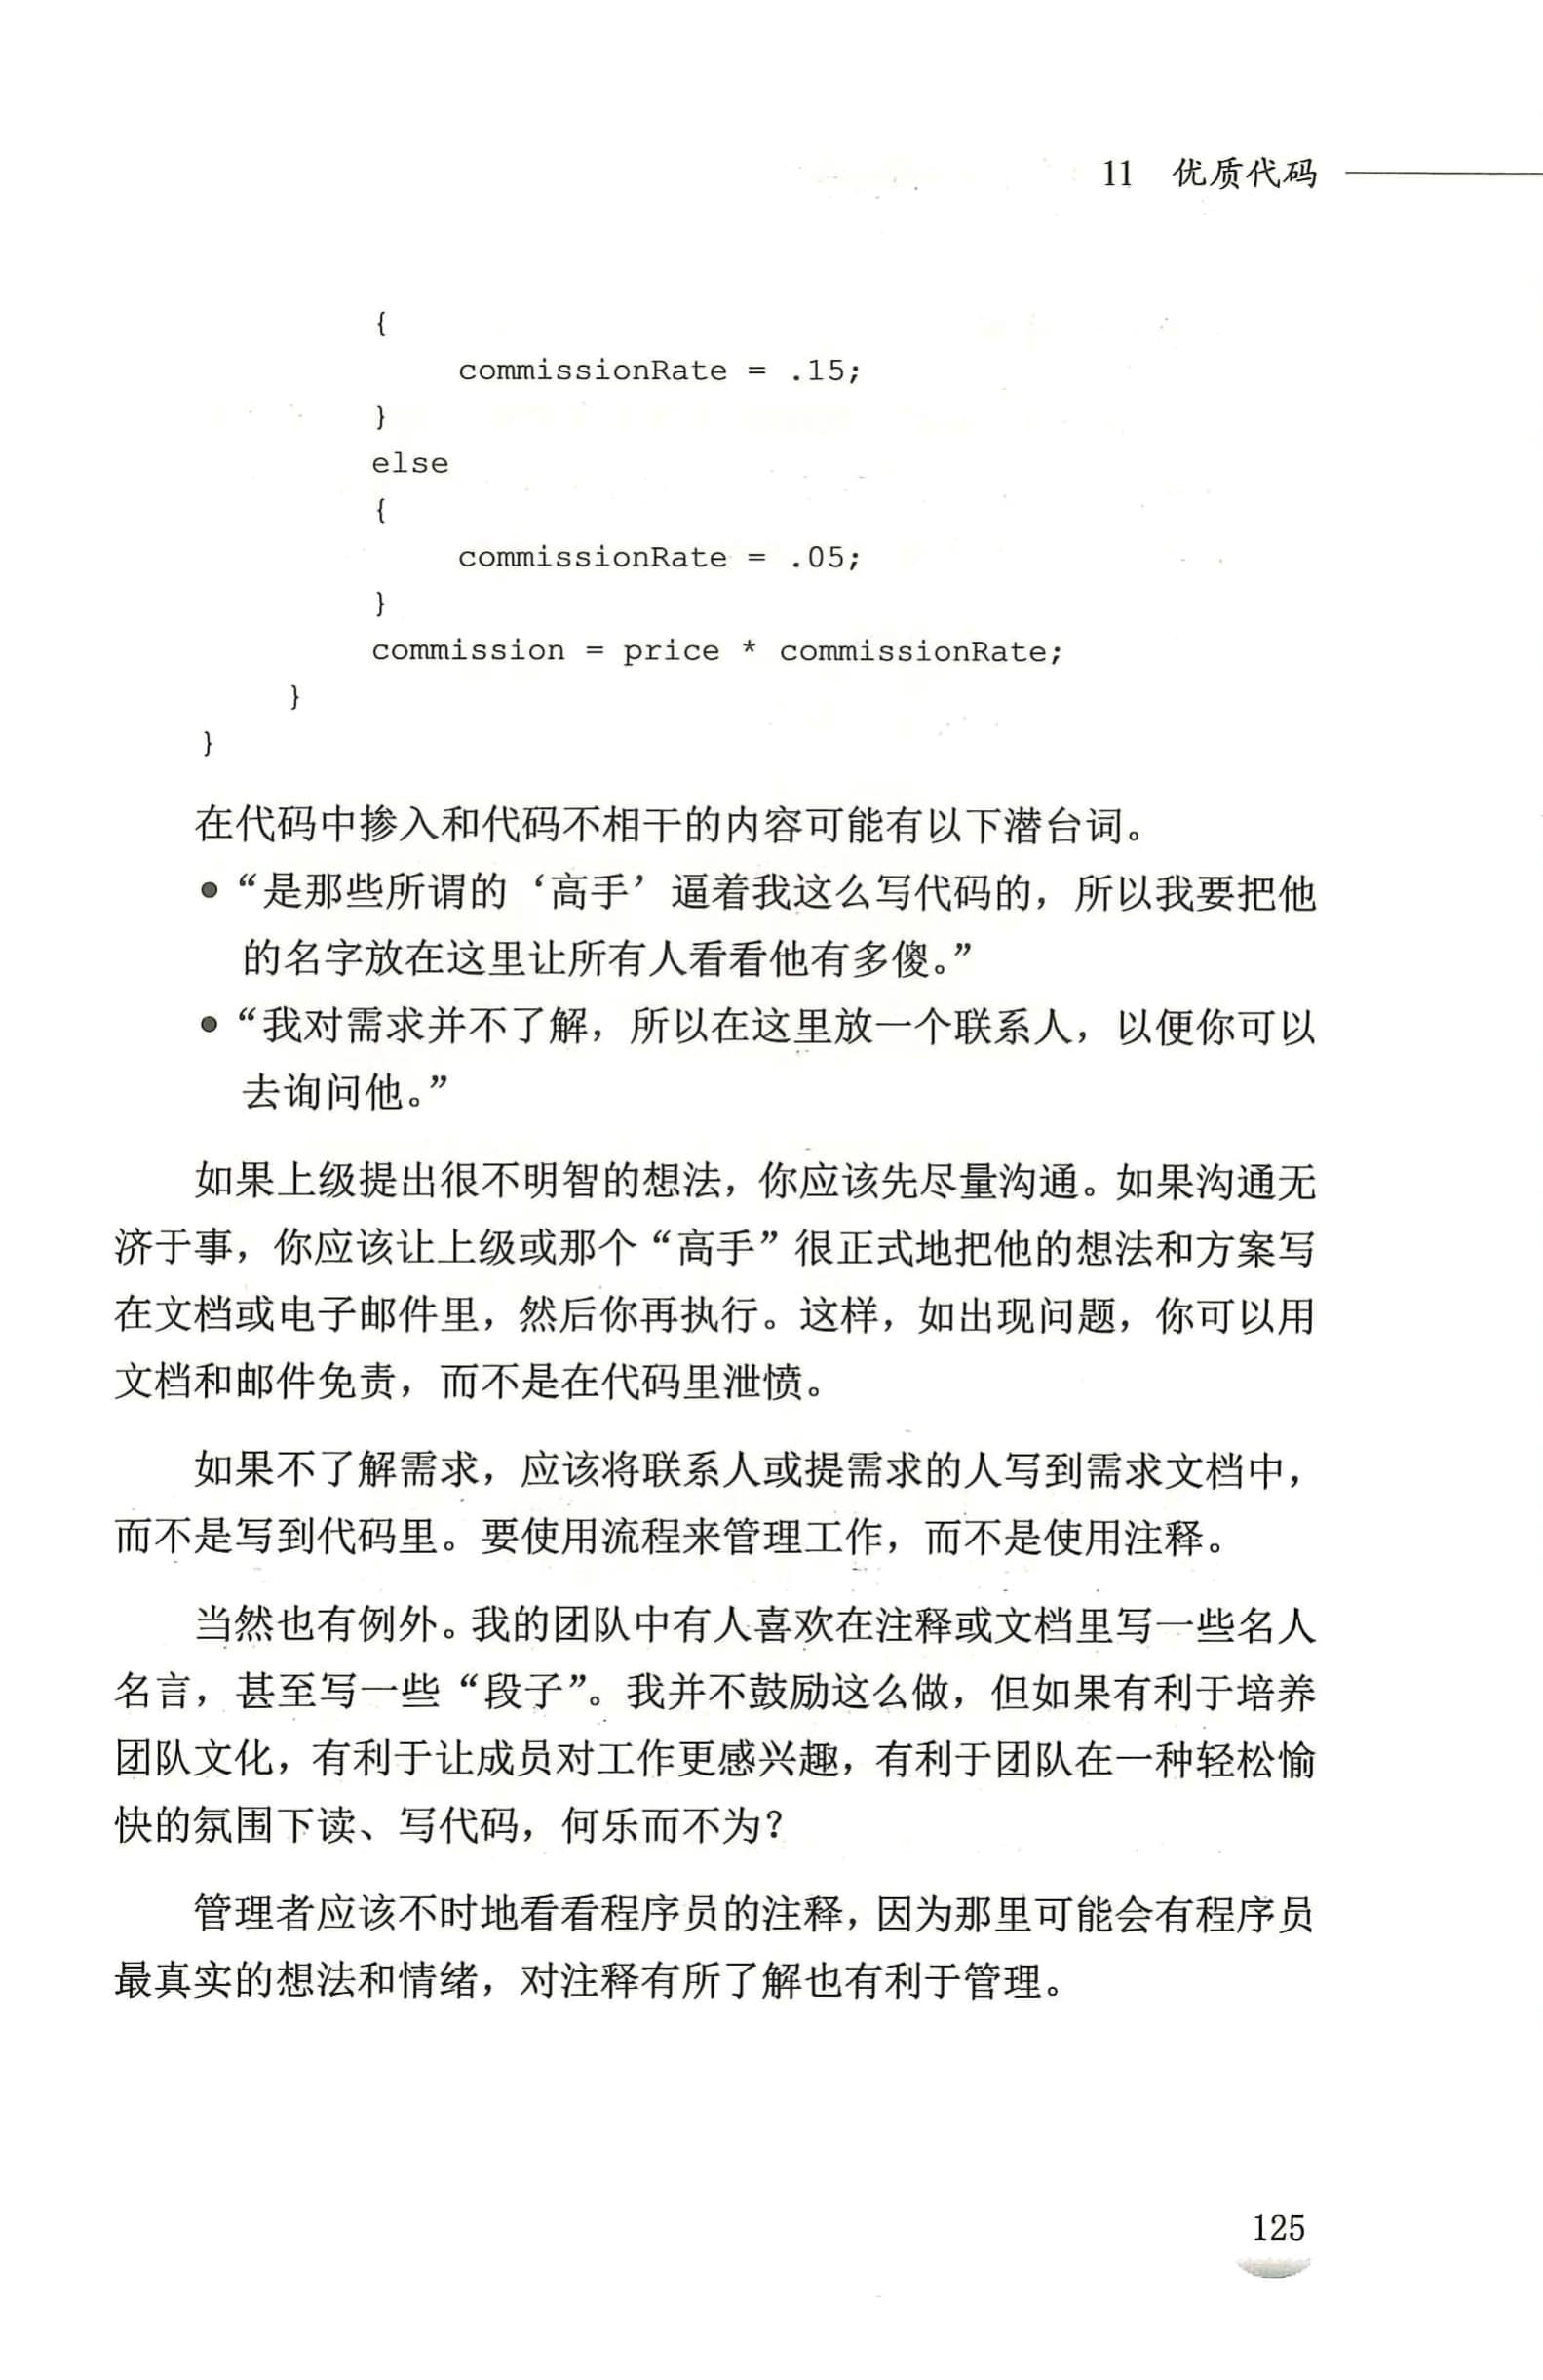 11 优质代码
{
commissionRate = .15;
}
else
{
commissionRate = .05;
}
commission = price * commissionRate;
}
}
在代码中掺入和代码不相干的内容可能有以下潜台词。
● “是那些所谓的‘高手’逼着我这么写代码的，所以我要把他
的名字放在这里让所有人看看他有多傻。”
● “我对需求并不了解，所以在这里放一个联系人，以便你可以
去询问他。”
如果上级提出很不明智的想法，你应该先尽量沟通。如果沟通无
济于事，你应该让上级或那个“高手”很正式地把他的想法和方案写
在文档或电子邮件里，然后你再执行。这样，如出现问题，你可以用
文档和邮件免责，而不是在代码里泄愤。
如果不了解需求，应该将联系人或提需求的人写到需求文档中，
而不是写到代码里。要使用流程来管理工作，而不是使用注释。
当然也有例外。我的团队中有人喜欢在注释或文档里写一些名人
名言，甚至写一些“段子”。我并不鼓励这么做，但如果有利于培养
团队文化，有利于让成员对工作更感兴趣，有利于团队在一种轻松愉
快的氛围下读、写代码，何乐而不为？
管理者应该不时地看看程序员的注释，因为那里可能会有程序员
最真实的想法和情绪，对注释有所了解也有利于管理。
125